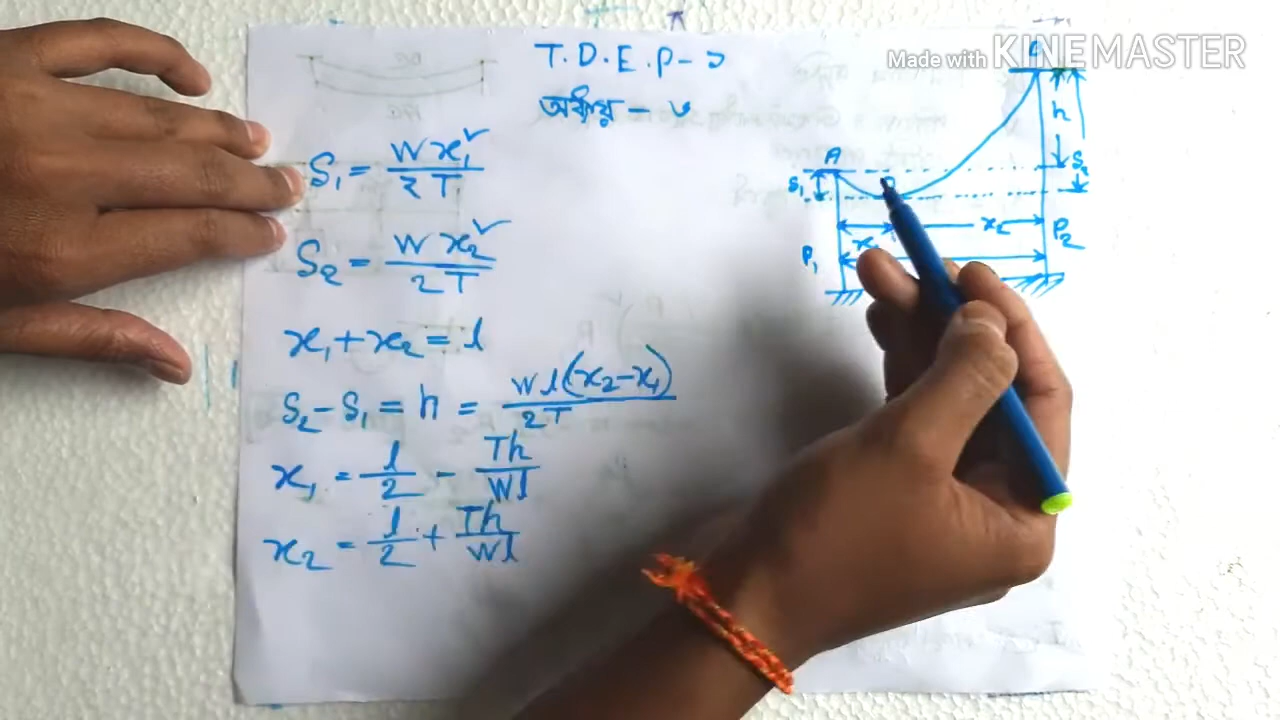 T.D.E.P-১
অধ্যায় - ৩
Made with KINEMASTER
S₁ = Wx₁² / 2T
S₂ = Wx₂² / 2T
x₁ + x₂ = l
S₂ - S₁ = h = Wl(x₂ - x₁) / 2T
x₁ = l/2 - Th/Wl
x₂ = l/2 + Th/Wl
A
h
S₁
S₂
x₂
P₂
P₁